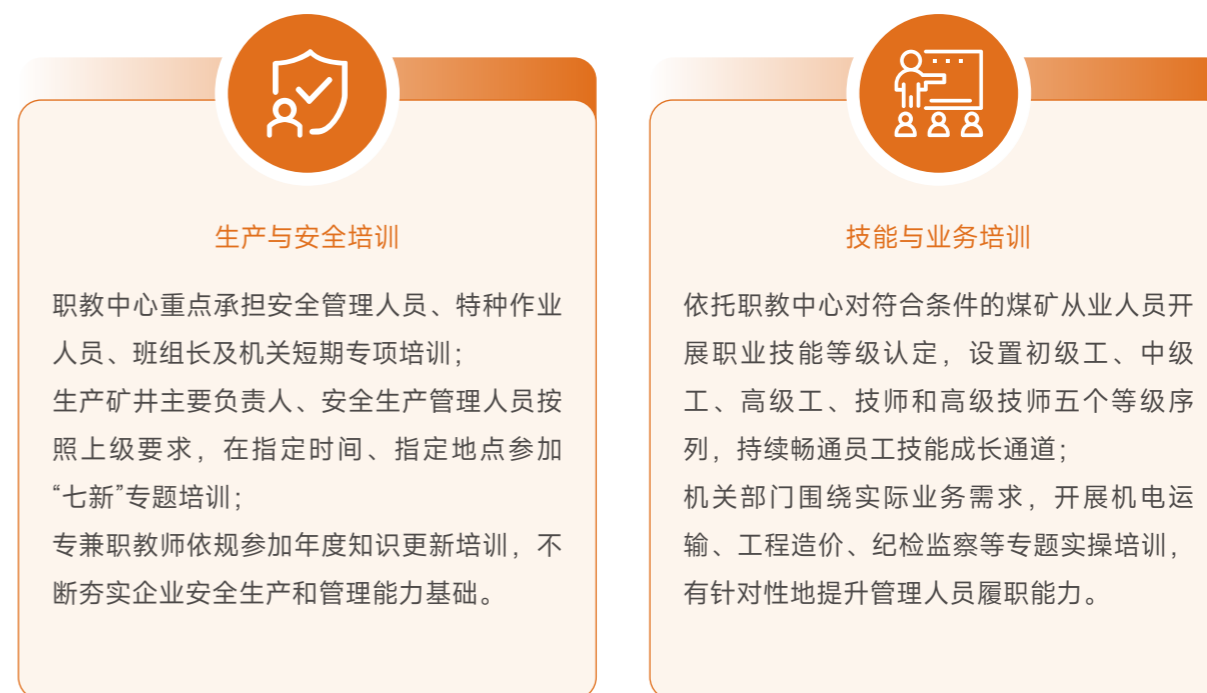 生产与安全培训
职教中心重点承担安全管理人员、特种作业
人员、班组长及机关短期专项培训；
生产矿井主要负责人、安全生产管理人员按
照上级要求，在指定时间、指定地点参加
“七新”专题培训；
专兼职教师依规参加年度知识更新培训，不
断夯实企业安全生产和管理能力基础。
技能与业务培训
依托职教中心对符合条件的煤矿从业人员开
展职业技能等级认定，设置初级工、中级
工、高级工、技师和高级技师五个等级序
列，持续畅通员工技能成长通道；
机关部门围绕实际业务需求，开展机电运
输、工程造价、纪检监察等专题实操培训，
有针对性地提升管理人员履职能力。